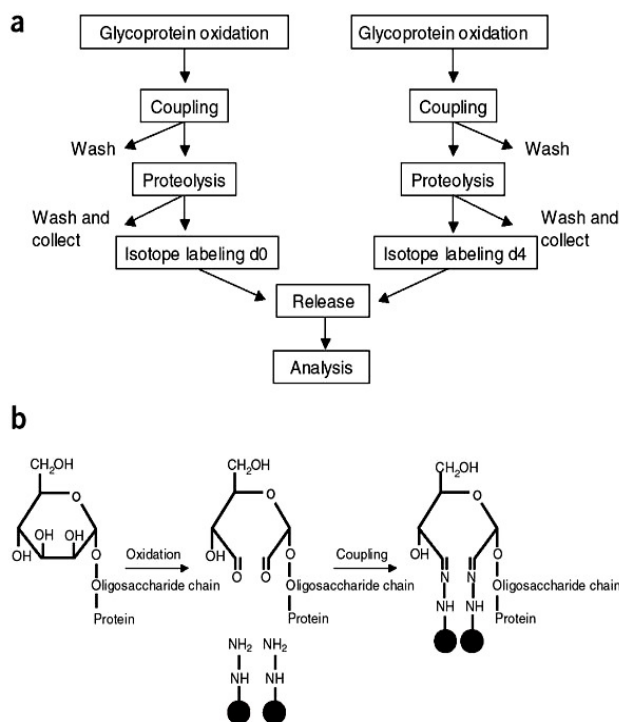 a
Glycoprotein oxidation
Glycoprotein oxidation
Coupling
Coupling
Wash
Wash
Proteolysis
Proteolysis
Wash and
collect
Wash and
collect
Isotope labeling d0
Isotope labeling d4
Release
Analysis
b
CH2OH
O
OH
OH
OH
O
O
Oligosaccharide chain
Protein
Oxidation
CH2OH
O
OH
O
O
O
Oligosaccharide chain
Protein
NH2
NH2
NH
NH
Coupling
CH2OH
O
OH
N
N
NH
NH
O
Oligosaccharide chain
Protein